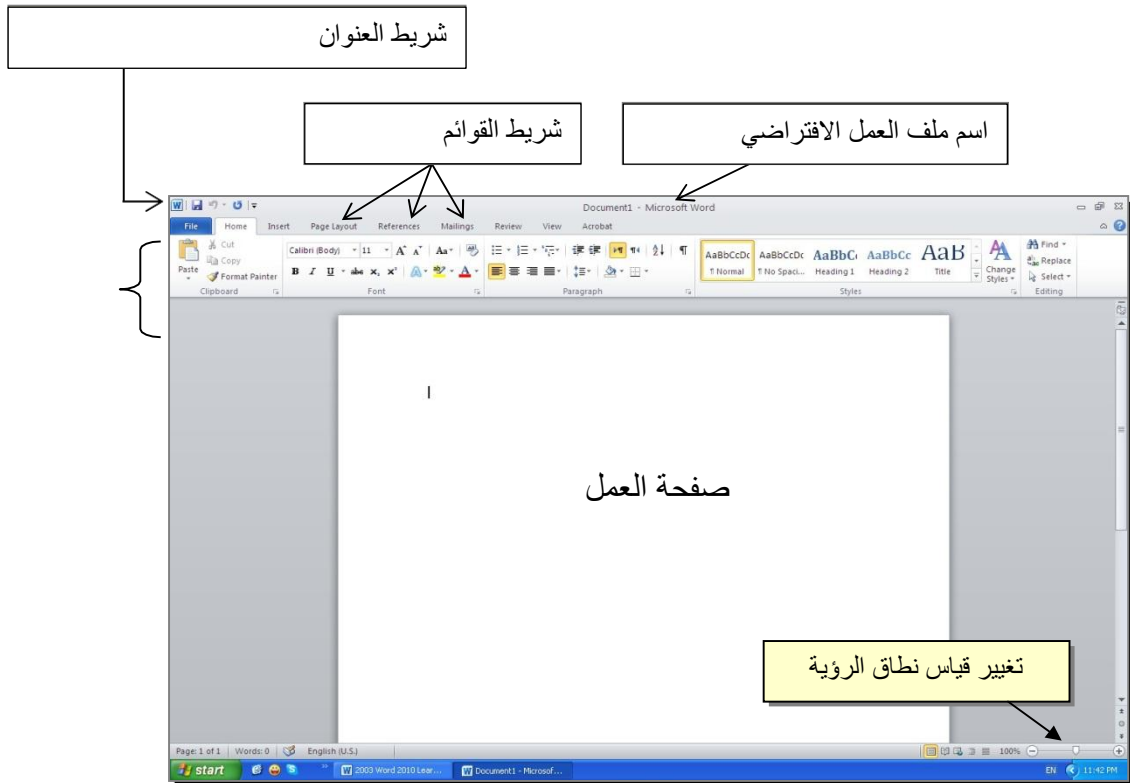 شريط العنوان
شريط القوائم
اسم ملف العمل الافتراضي
Document1 - Microsoft Word
File Home Insert Page Layout References Mailings Review View Acrobat
Cut
Copy
Paste
Format Painter
Clipboard
Calibri (Body) 11
Font
Paragraph
AaBbCcDc AaBbCcDc AaBbC AaBbCc AaB
¶ Normal ¶ No Spaci... Heading 1 Heading 2 Title
Change Styles
Styles
Find
Replace
Select
Editing
صفحة العمل
تغيير قياس نطاق الرؤية
Page: 1 of 1 Words: 0 English (U.S.) 100%
start 2003 Word 2010 Lear... Document1 - Microsof... EN 11:42 PM